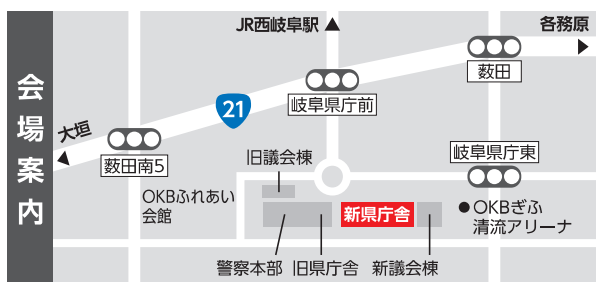 会場案内
JR西岐阜駅
各務原
薮田
岐阜県庁前
21
大垣
薮田南5
岐阜県庁東
旧議会棟
OKBふれあい
会館
新県庁舎
OKBぎふ
清流アリーナ
警察本部
旧県庁舎
新議会棟